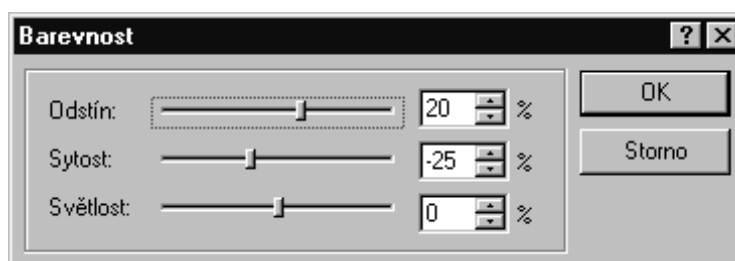 Barevnost
Odstín: 20 % OK
Sytost: -25 % Storno
Světlost: 0 %